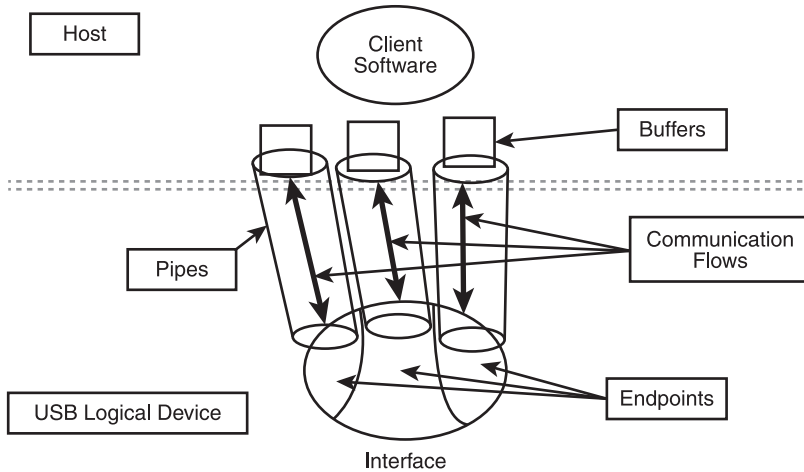 Host
Client
Software
Buffers
Communication
Flows
Pipes
Endpoints
USB Logical Device
Interface